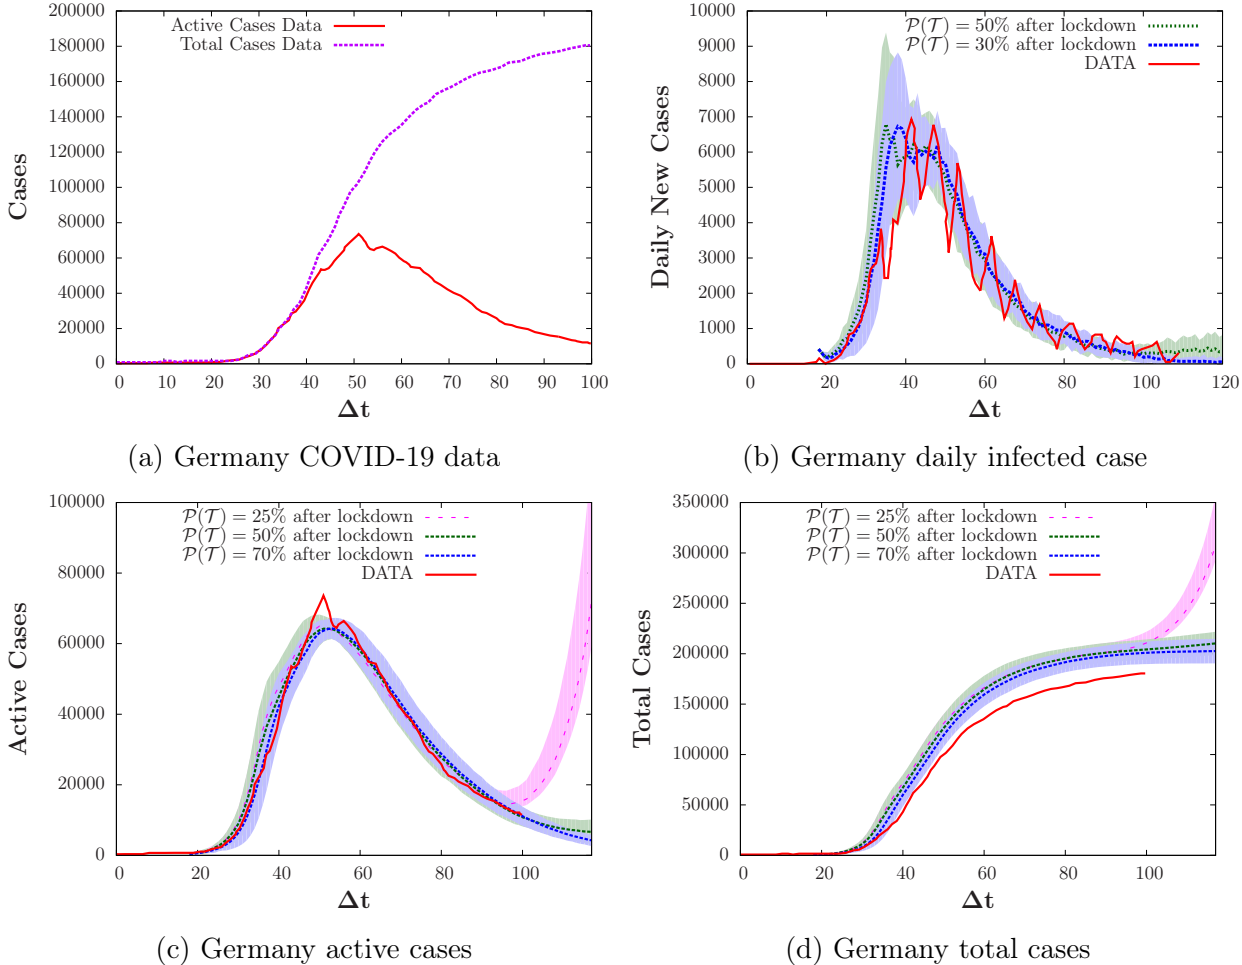 Active Cases Data
Total Cases Data
200000
180000
160000
140000
120000
100000
80000
60000
40000
20000
0
Cases
0 10 20 30 40 50 60 70 80 90 100
Δt
(a) Germany COVID-19 data
𝒫(𝒯) = 50% after lockdown
𝒫(𝒯) = 30% after lockdown
DATA
10000
9000
8000
7000
6000
5000
4000
3000
2000
1000
0
Daily New Cases
0 20 40 60 80 100 120
Δt
(b) Germany daily infected case
𝒫(𝒯) = 25% after lockdown
𝒫(𝒯) = 50% after lockdown
𝒫(𝒯) = 70% after lockdown
DATA
100000
80000
60000
40000
20000
0
Active Cases
0 20 40 60 80 100
Δt
(c) Germany active cases
𝒫(𝒯) = 25% after lockdown
𝒫(𝒯) = 50% after lockdown
𝒫(𝒯) = 70% after lockdown
DATA
350000
300000
250000
200000
150000
100000
50000
0
Total Cases
0 20 40 60 80 100
Δt
(d) Germany total cases